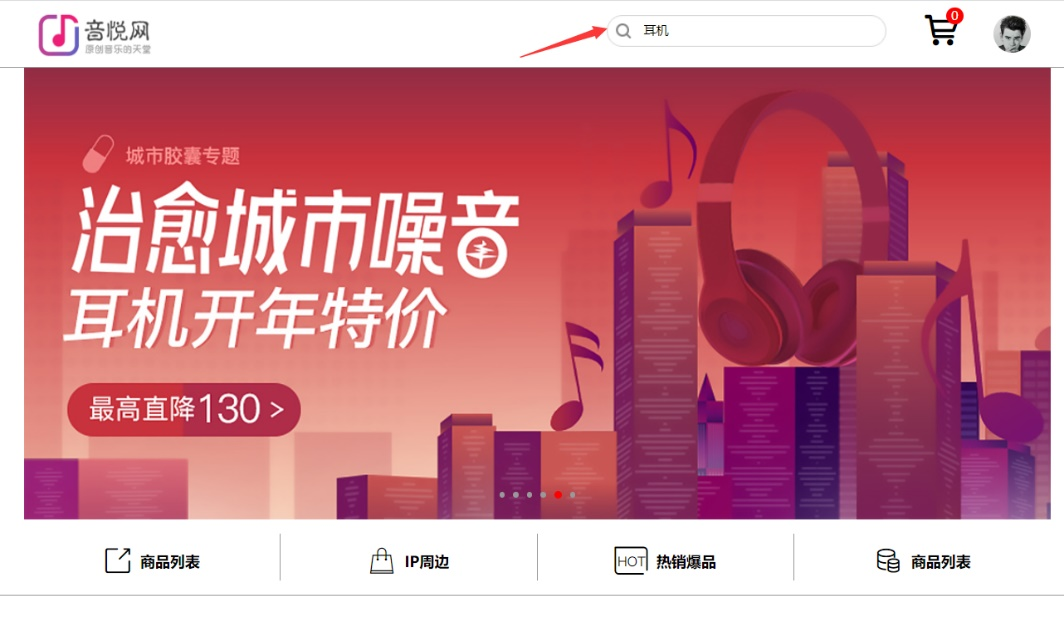 音悦网
原创音乐的天堂
耳机
0
城市胶囊专题
治愈城市噪音
耳机开年特价
最高直降130 >
商品列表
IP周边
HOT 热销爆品
商品列表